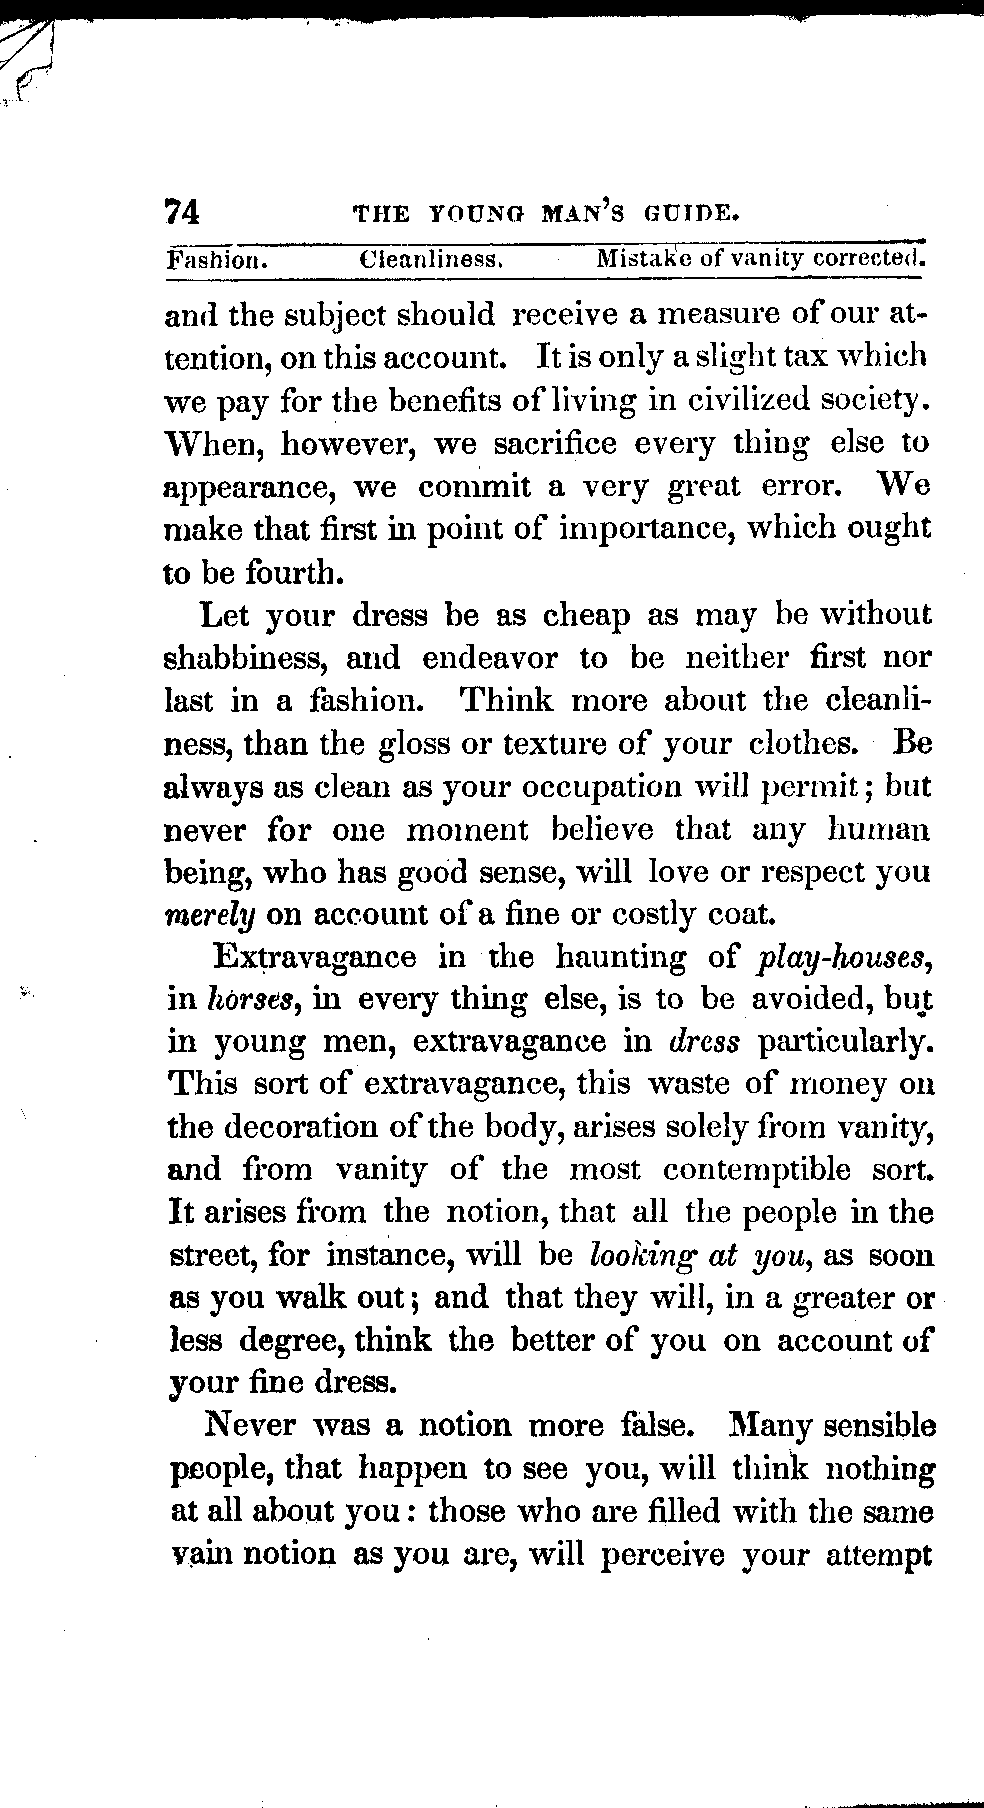 74 THE YOUNG MAN'S GUIDE.
Fashion. Cleanliness. Mistake of vanity corrected.
and the subject should receive a measure of our at-
tention, on this account. It is only a slight tax which
we pay for the benefits of living in civilized society.
When, however, we sacrifice every thing else to
appearance, we commit a very great error. We
make that first in point of importance, which ought
to be fourth.
Let your dress be as cheap as may be without
shabbiness, and endeavor to be neither first nor
last in a fashion. Think more about the cleanli-
ness, than the gloss or texture of your clothes. Be
always as clean as your occupation will permit; but
never for one moment believe that any human
being, who has good sense, will love or respect you
merely on account of a fine or costly coat.
Extravagance in the haunting of play-houses,
in horses, in every thing else, is to be avoided, but
in young men, extravagance in dress particularly.
This sort of extravagance, this waste of money on
the decoration of the body, arises solely from vanity,
and from vanity of the most contemptible sort.
It arises from the notion, that all the people in the
street, for instance, will be looking at you, as soon
as you walk out; and that they will, in a greater or
less degree, think the better of you on account of
your fine dress.
Never was a notion more false. Many sensible
people, that happen to see you, will think nothing
at all about you: those who are filled with the same
vain notion as you are, will perceive your attempt